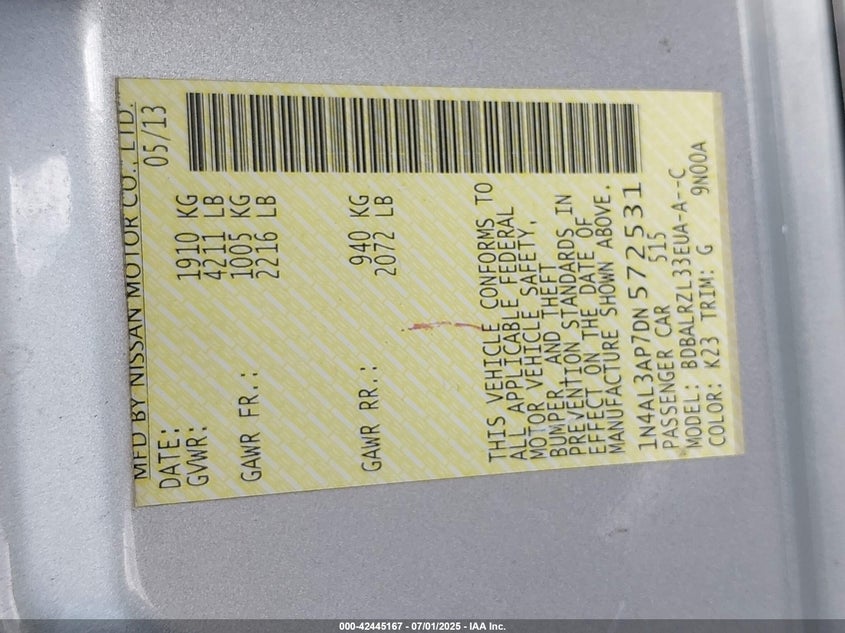 MFD BY NISSAN MOTOR CO., LTD.
DATE: 05/13
GVWR: 1910 KG
4211 LB
GAWR FR.: 1005 KG
2216 LB
GAWR RR.: 940 KG
2072 LB
THIS VEHICLE CONFORMS TO
ALL APPLICABLE FEDERAL
MOTOR VEHICLE SAFETY,
BUMPER, AND THEFT
PREVENTION STANDARDS IN
EFFECT ON THE DATE OF
MANUFACTURE SHOWN ABOVE.
1N4AL3AP7DN572531
PASSENGER CAR 515
MODEL: BDBALRZL33EUA-A--C
COLOR: K23 TRIM: G 9N00A
000-42445167 - 07/01/2025 - IAA Inc.